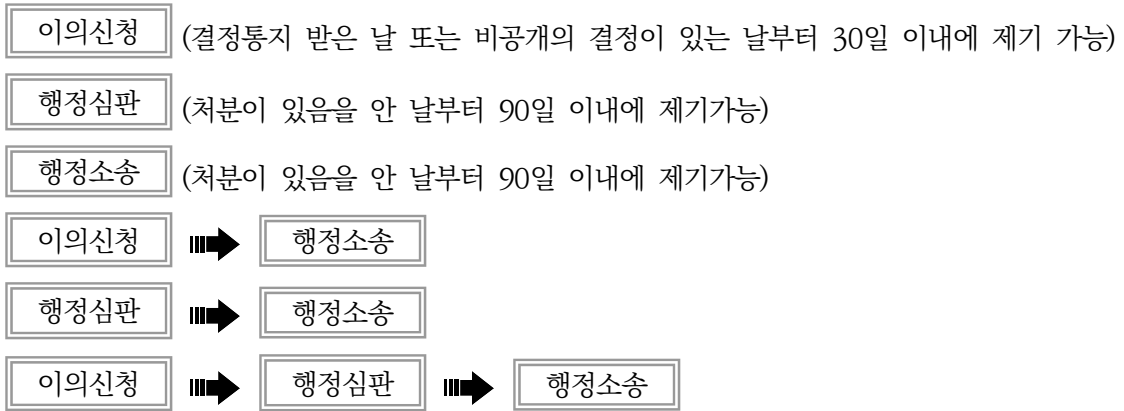 이의신청 (결정통지 받은 날 또는 비공개의 결정이 있는 날부터 30일 이내에 제기 가능)
행정심판 (처분이 있음을 안 날부터 90일 이내에 제기가능)
행정소송 (처분이 있음을 안 날부터 90일 이내에 제기가능)
이의신청 행정소송
행정심판 행정소송
이의신청 행정심판 행정소송